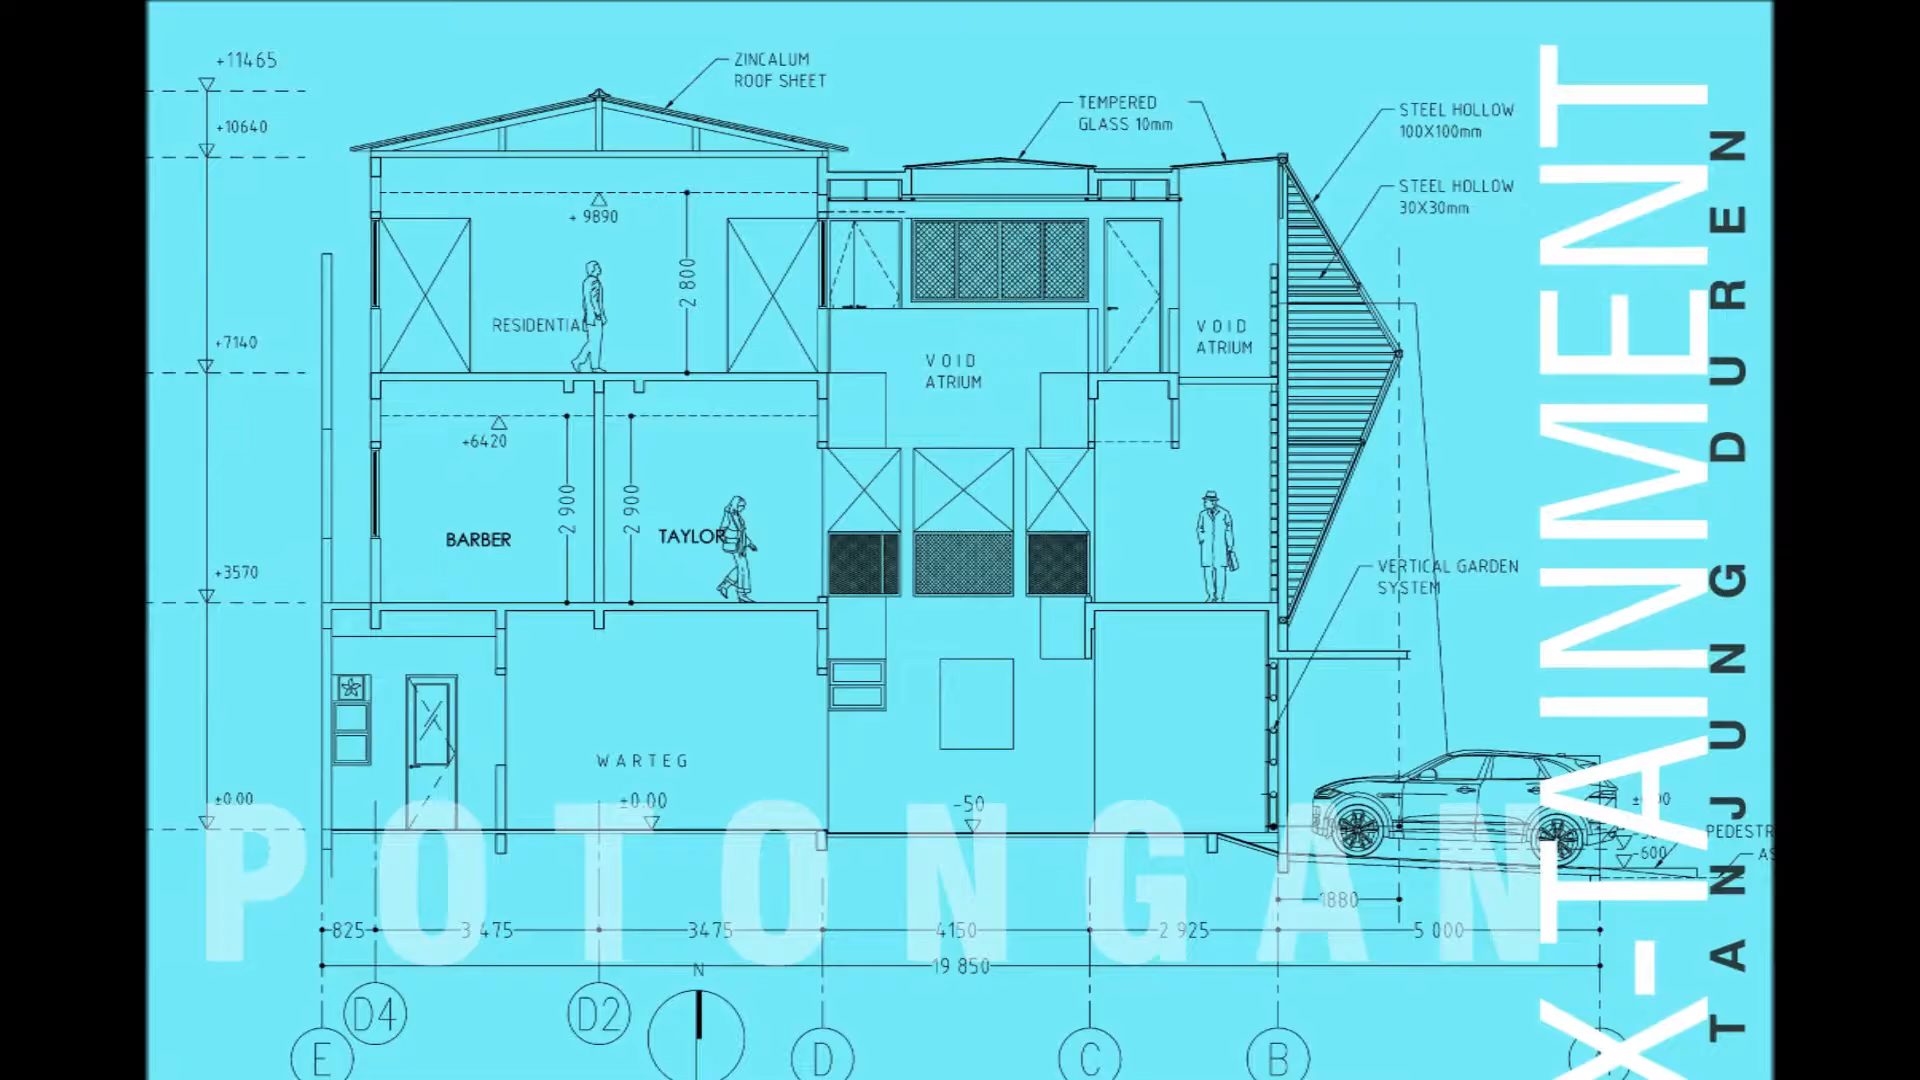 +11465
ZINCALUM
ROOF SHEET
TEMPERED
GLASS 10mm
STEEL HOLLOW
100X100mm
+10640
STEEL HOLLOW
30X30mm
+ 9890
2 800
RESIDENTIAL
VOID
ATRIUM
VOID
ATRIUM
+7140
+6420
2 900
2 900
BARBER
TAYLOR
+3570
VERTICAL GARDEN
SYSTEM
WARTEG
±0.00
±0.00
-50
PEDESTR
AS
-600
1880
POTONGAN
825
3 475
3475
4150
2 925
5 000
19 850
N
D4
D2
E
D
C
B
X-TAINMENT
TANJUNG DUREN